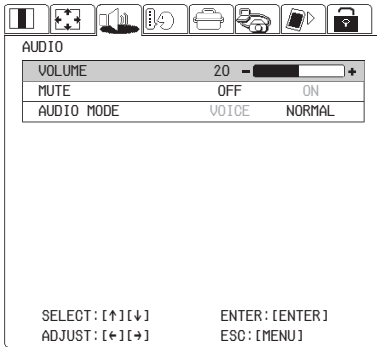 AUDIO
VOLUME 20 - +
MUTE OFF ON
AUDIO MODE VOICE NORMAL
SELECT:[↑][↓] ENTER:[ENTER]
ADJUST:[←][→] ESC:[MENU]